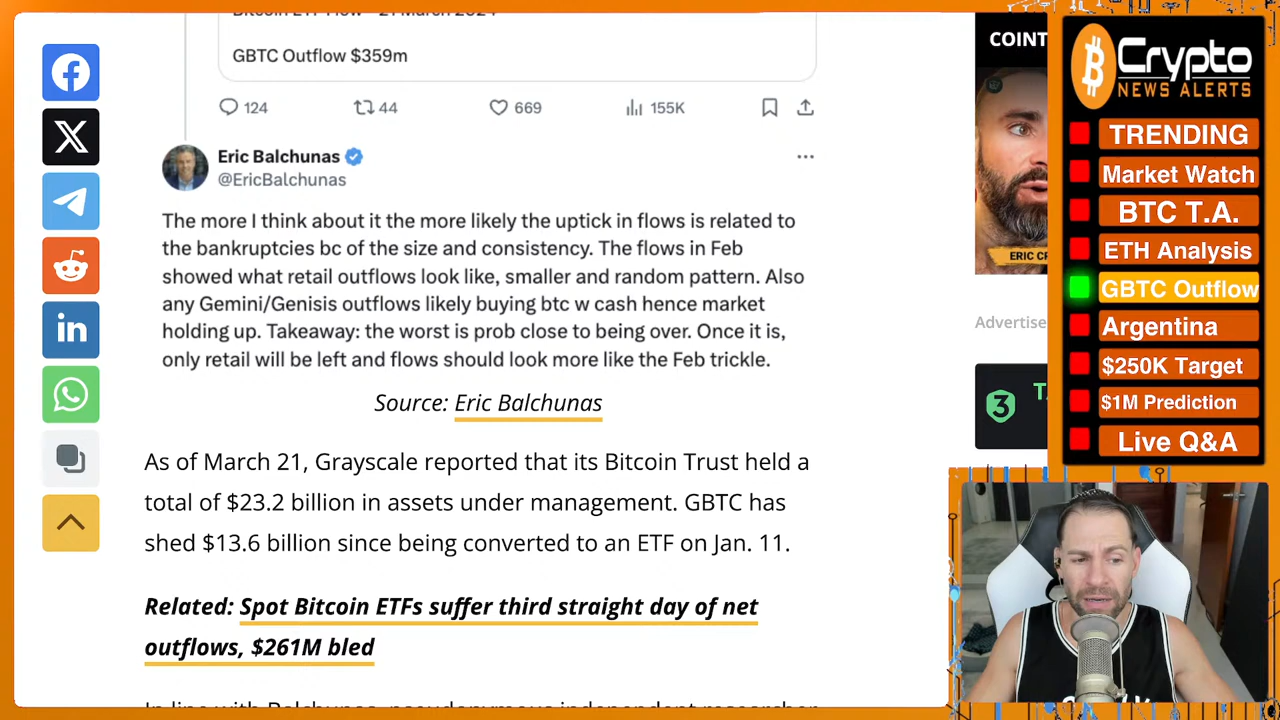 GBTC Outflow $359m
124
44
669
155K
Eric Balchunas
@EricBalchunas
The more I think about it the more likely the uptick in flows is related to
the bankruptcies bc of the size and consistency. The flows in Feb
showed what retail outflows look like, smaller and random pattern. Also
any Gemini/Genisis outflows likely buying btc w cash hence market
holding up. Takeaway: the worst is prob close to being over. Once it is,
only retail will be left and flows should look more like the Feb trickle.
Source: Eric Balchunas
As of March 21, Grayscale reported that its Bitcoin Trust held a
total of $23.2 billion in assets under management. GBTC has
shed $13.6 billion since being converted to an ETF on Jan. 11.
Related: Spot Bitcoin ETFs suffer third straight day of net
outflows, $261M bled
COINT
ERIC CR
Advertise
3
T
Crypto
NEWS ALERTS
TRENDING
Market Watch
BTC T.A.
ETH Analysis
GBTC Outflow
Argentina
$250K Target
$1M Prediction
Live Q&A